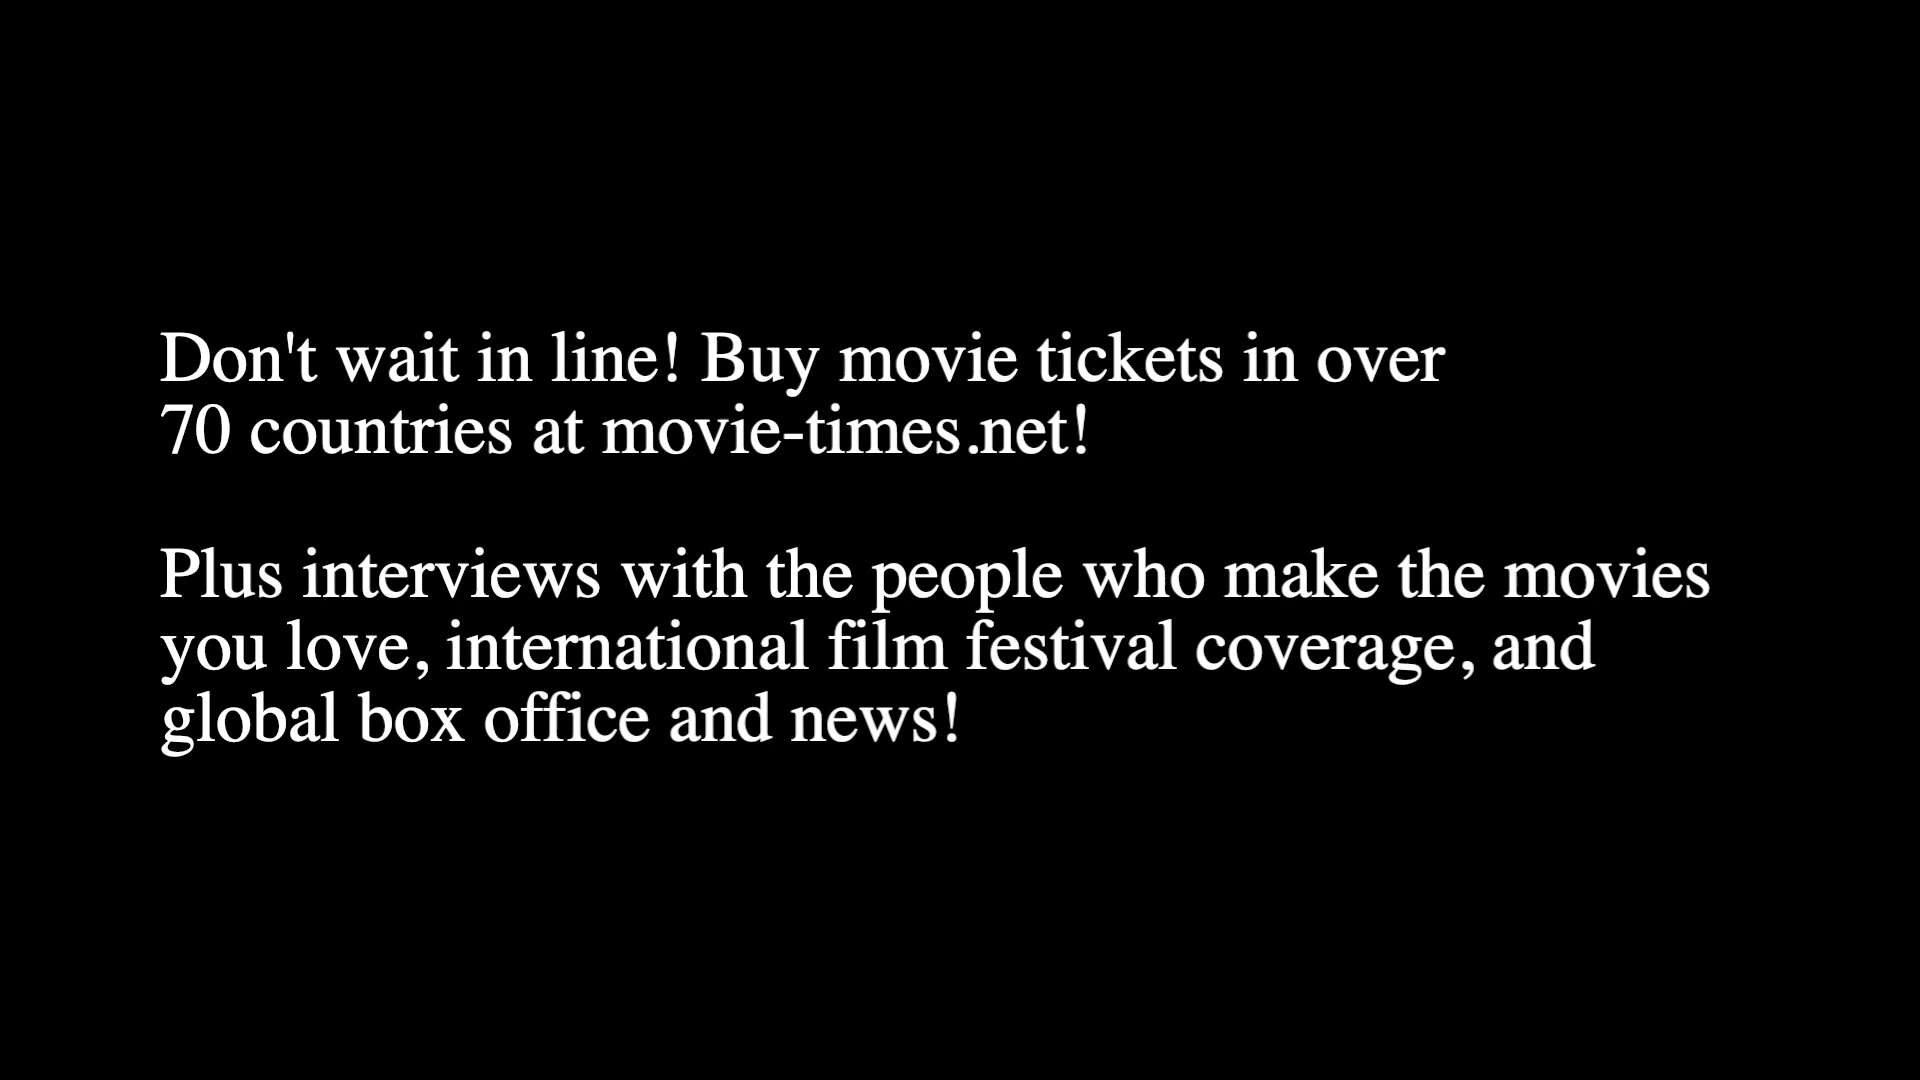 Don't wait in line! Buy movie tickets in over
70 countries at movie-times.net!
Plus interviews with the people who make the movies
you love, international film festival coverage, and
global box office and news!